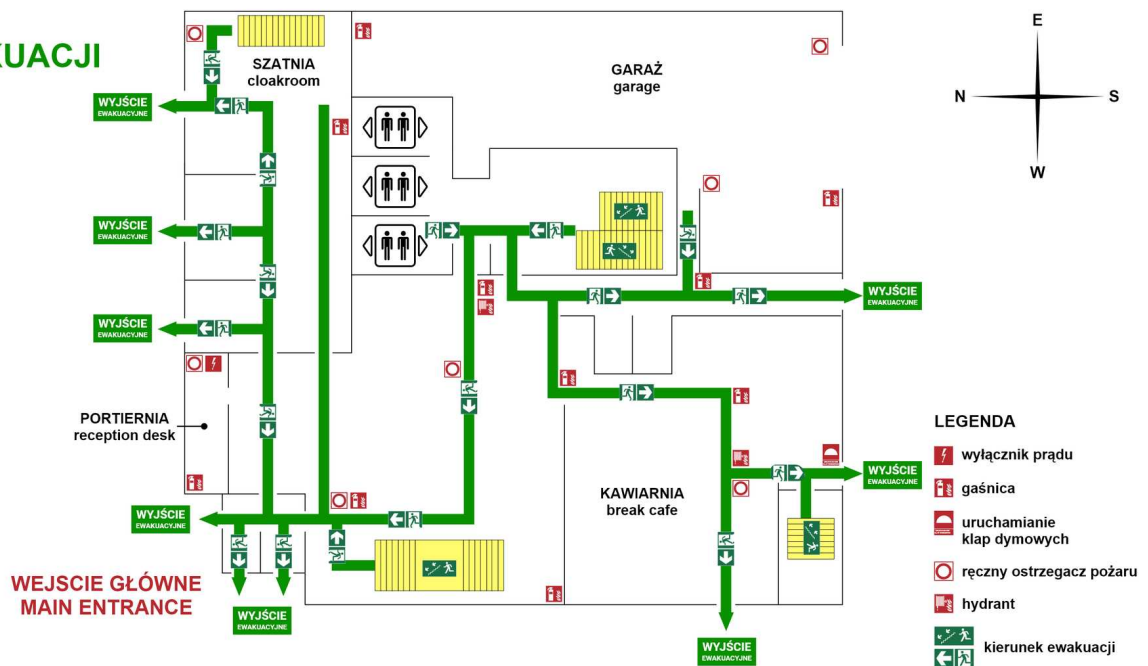 KUACJI
SZATNIA
cloakroom
GARAŻ
garage
E
N
S
W
WYJŚCIE
EWAKUACYJNE
WYJŚCIE
EWAKUACYJNE
WYJŚCIE
EWAKUACYJNE
WYJŚCIE
EWAKUACYJNE
PORTIERNIA
reception desk
LEGENDA
wyłącznik prądu
gaśnica
uruchamianie
klap dymowych
ręczny ostrzegacz pożaru
hydrant
kierunek ewakuacji
WYJŚCIE
EWAKUACYJNE
KAWIARNIA
break cafe
WYJŚCIE
EWAKUACYJNE
WEJSCIE GŁÓWNE
MAIN ENTRANCE
WYJŚCIE
EWAKUACYJNE
WYJŚCIE
EWAKUACYJNE